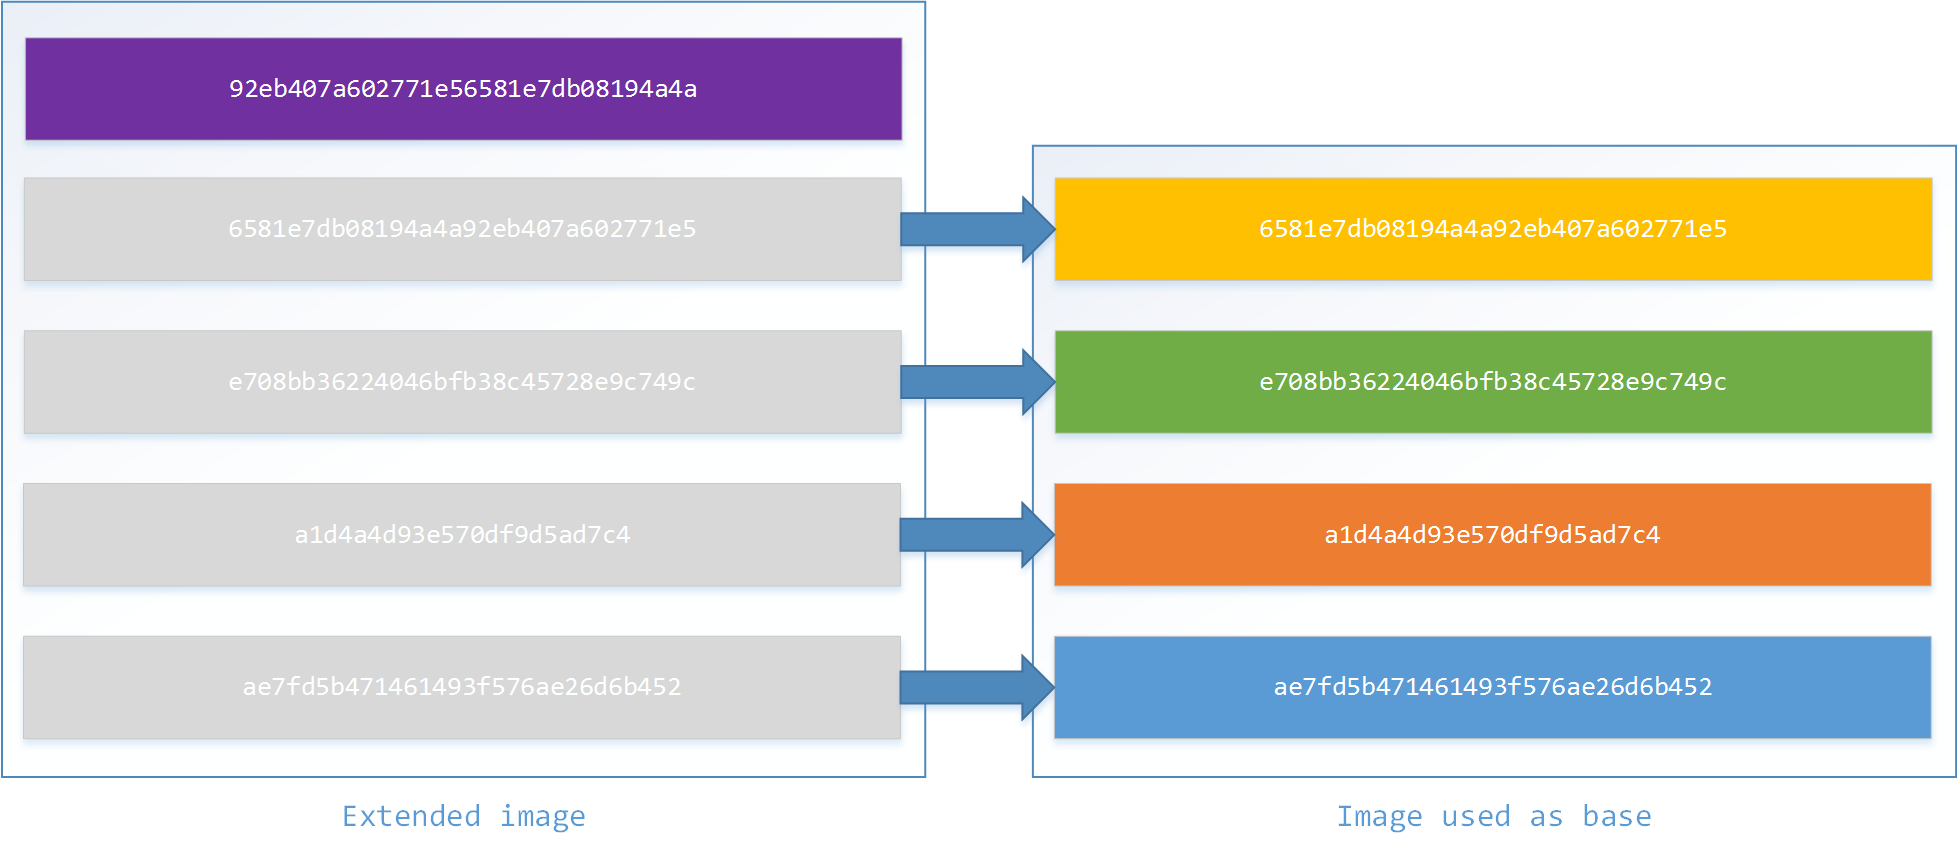 92eb407a602771e56581e7db08194a4a
6581e7db08194a4a92eb407a602771e5
6581e7db08194a4a92eb407a602771e5
e708bb36224046bfb38c45728e9c749c
e708bb36224046bfb38c45728e9c749c
a1d4a4d93e570df9d5ad7c4
a1d4a4d93e570df9d5ad7c4
ae7fd5b471461493f576ae26d6b452
ae7fd5b471461493f576ae26d6b452
Extended image
Image used as base